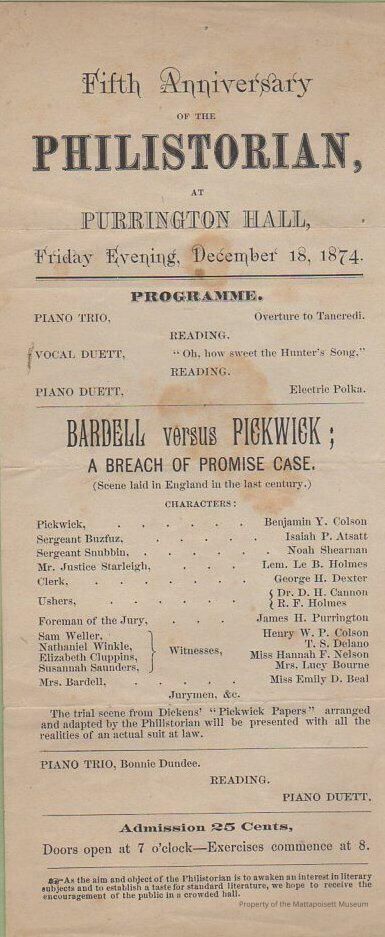 Fifth Anniversary
OF THE
PHILISTORIAN,
AT
PURRINGTON HALL,
Friday Evening, December 18, 1874.
PROGRAMME.
PIANO TRIO, Overture to Tancredi.
READING.
VOCAL DUETT, "Oh, how sweet the Hunter's Song."
READING.
PIANO DUETT, Electric Polka.
BARDELL versus PICKWICK;
A BREACH OF PROMISE CASE.
(Scene laid in England in the last century.)
CHARACTERS:
Pickwick, . . . . . . Benjamin Y. Colson
Sergeant Buzfuz, . . . . . Isaiah P. Atsatt
Sergeant Snubbin, . . . . . Noah Shearnan
Mr. Justice Starleigh, . . . . Lem. Le B. Holmes
Clerk, . . . . . . George H. Dexter
Ushers, . . . . . . { Dr. D. H. Cannon
R. F. Holmes
Foreman of the Jury, . . . James H. Purrington
Sam Weller, Henry W. P. Colson
Nathaniel Winkle, T. S. Delano
Elizabeth Cluppins, } Witnesses, Miss Hannah F. Nelson
Susannah Saunders, Mrs. Lucy Bourne
Mrs. Bardell, . . . . . Miss Emily D. Beal
Jurymen, &c.
The trial scene from Dickens' "Pickwick Papers" arranged
and adapted by the Philistorian will be presented with all the
realities of an actual suit at law.
PIANO TRIO, Bonnie Dundee.
READING.
PIANO DUETT.
Admission 25 Cents,
Doors open at 7 o'clock—Exercises commence at 8.
☞As the aim and object of the Philistorian is to awaken an interest in literary
subjects and to establish a taste for standard literature, we hope to receive the
encouragement of the public in a crowded hall.
Property of the Mattapoisett Museum